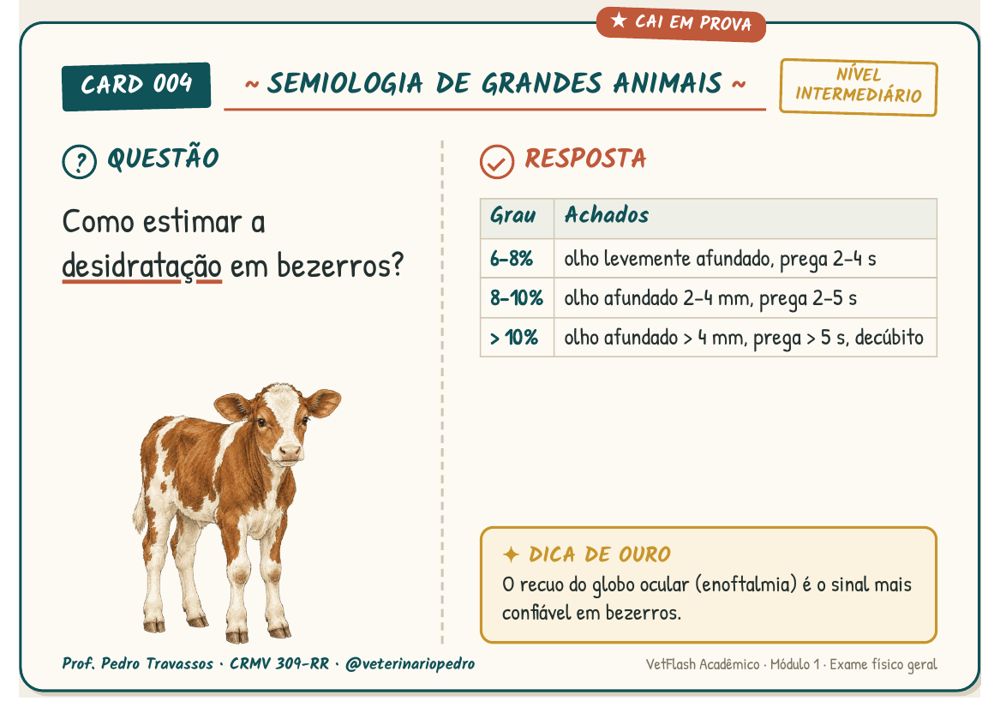 ★ CAI EM PROVA
CARD 004
~ SEMIOLOGIA DE GRANDES ANIMAIS ~
NÍVEL
INTERMEDIÁRIO
? QUESTÃO
Como estimar a
desidratação em bezerros?
RESPOSTA
Grau Achados
6–8% olho levemente afundado, prega 2–4 s
8–10% olho afundado 2–4 mm, prega 2–5 s
> 10% olho afundado > 4 mm, prega > 5 s, decúbito
✦ DICA DE OURO
O recuo do globo ocular (enoftalmia) é o sinal mais
confiável em bezerros.
Prof. Pedro Travassos · CRMV 309-RR · @veterinariopedro
VetFlash Acadêmico · Módulo 1 · Exame físico geral